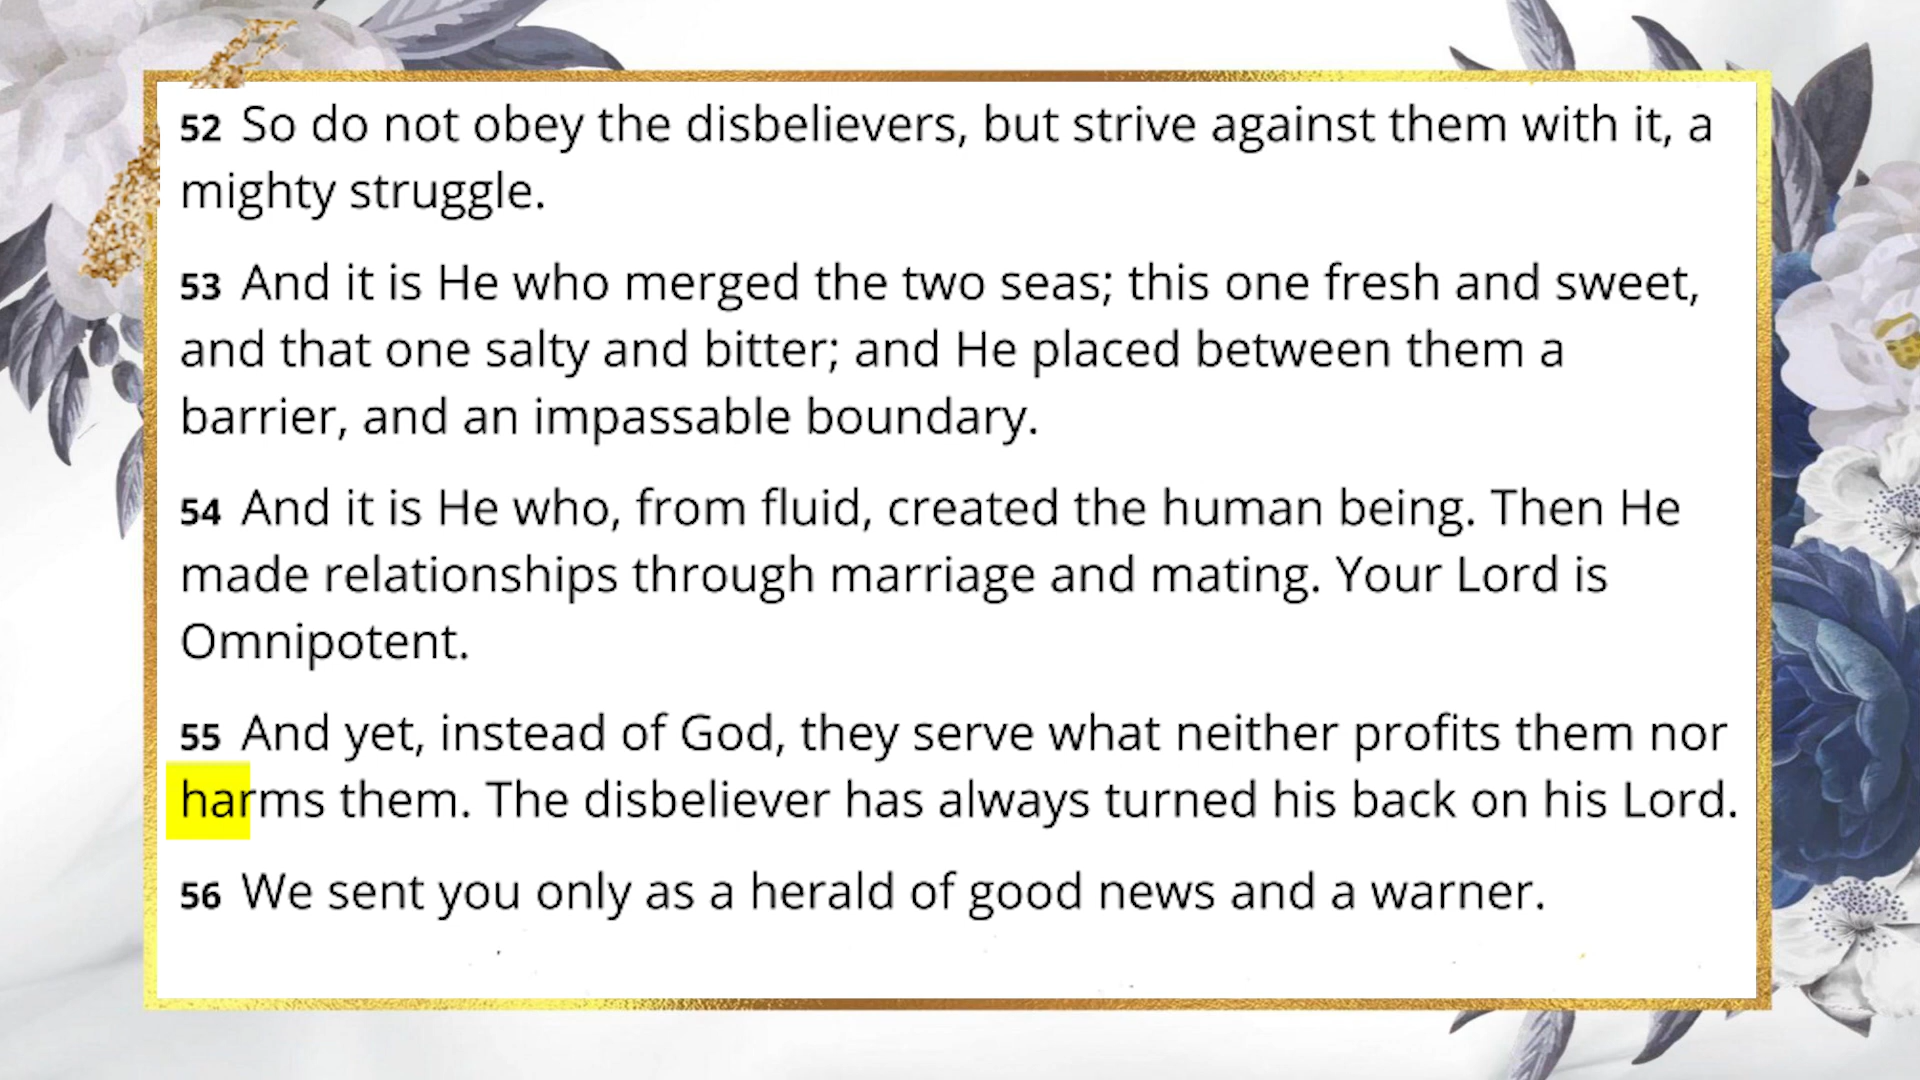 52 So do not obey the disbelievers, but strive against them with it, a
mighty struggle.
53 And it is He who merged the two seas; this one fresh and sweet,
and that one salty and bitter; and He placed between them a
barrier, and an impassable boundary.
54 And it is He who, from fluid, created the human being. Then He
made relationships through marriage and mating. Your Lord is
Omnipotent.
55 And yet, instead of God, they serve what neither profits them nor
harms them. The disbeliever has always turned his back on his Lord.
56 We sent you only as a herald of good news and a warner.